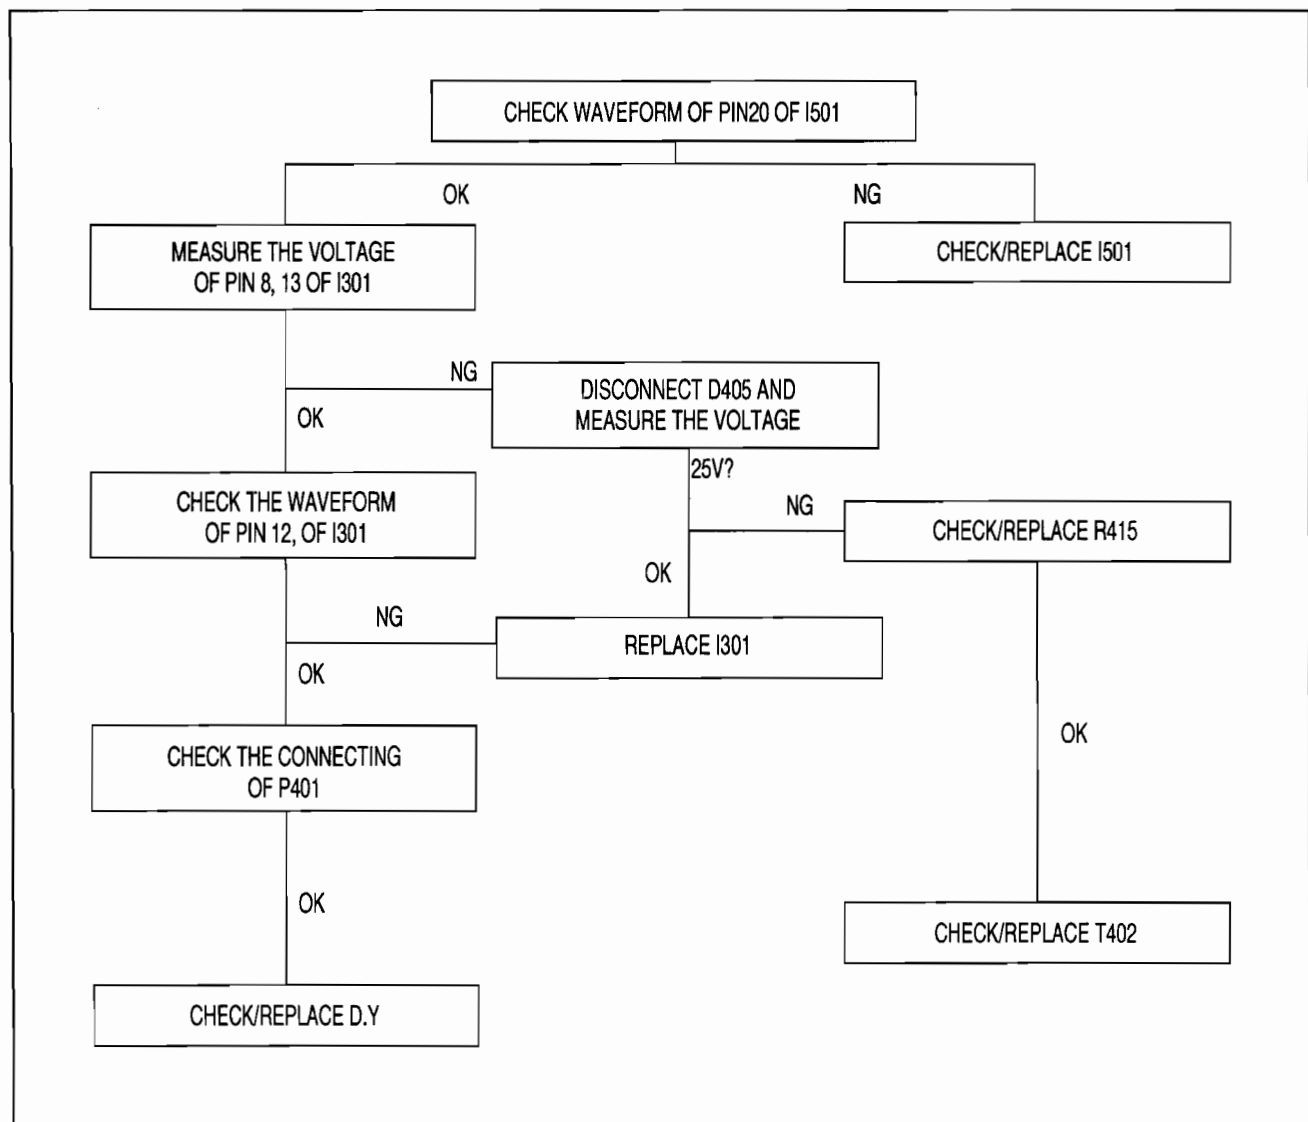 CHECK WAVEFORM OF PIN20 OF I501
OK
NG
MEASURE THE VOLTAGE
OF PIN 8, 13 OF I301
CHECK/REPLACE I501
NG
DISCONNECT D405 AND
MEASURE THE VOLTAGE
OK
25V?
CHECK THE WAVEFORM
OF PIN 12, OF I301
NG
CHECK/REPLACE R415
OK
NG
REPLACE I301
OK
CHECK THE CONNECTING
OF P401
OK
OK
CHECK/REPLACE T402
CHECK/REPLACE D.Y